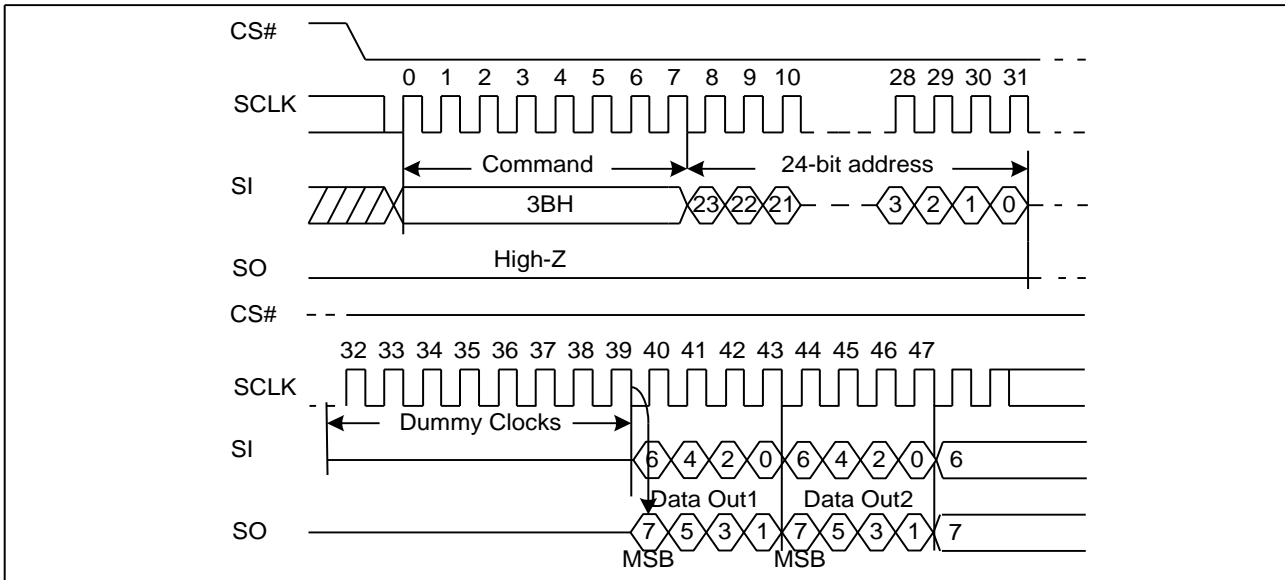 CS#
0 1 2 3 4 5 6 7 8 9 10 28 29 30 31
SCLK
Command 24-bit address
SI
3BH 23 22 21 3 2 1 0
High-Z
SO
CS#
32 33 34 35 36 37 38 39 40 41 42 43 44 45 46 47
SCLK
Dummy Clocks
SI
6 4 2 0 6 4 2 0 6
Data Out1 Data Out2
SO 7 5 3 1 7 5 3 1 7
MSB MSB